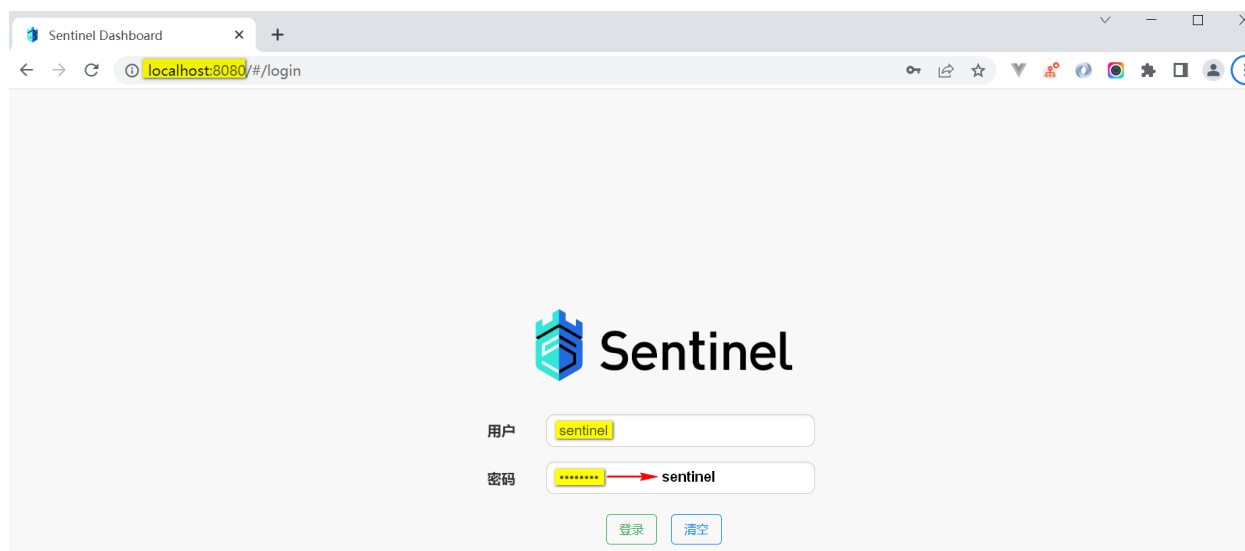 Sentinel Dashboard
localhost:8080/#/login
Sentinel
用户 sentinel
密码 •••••••• sentinel
登录 清空